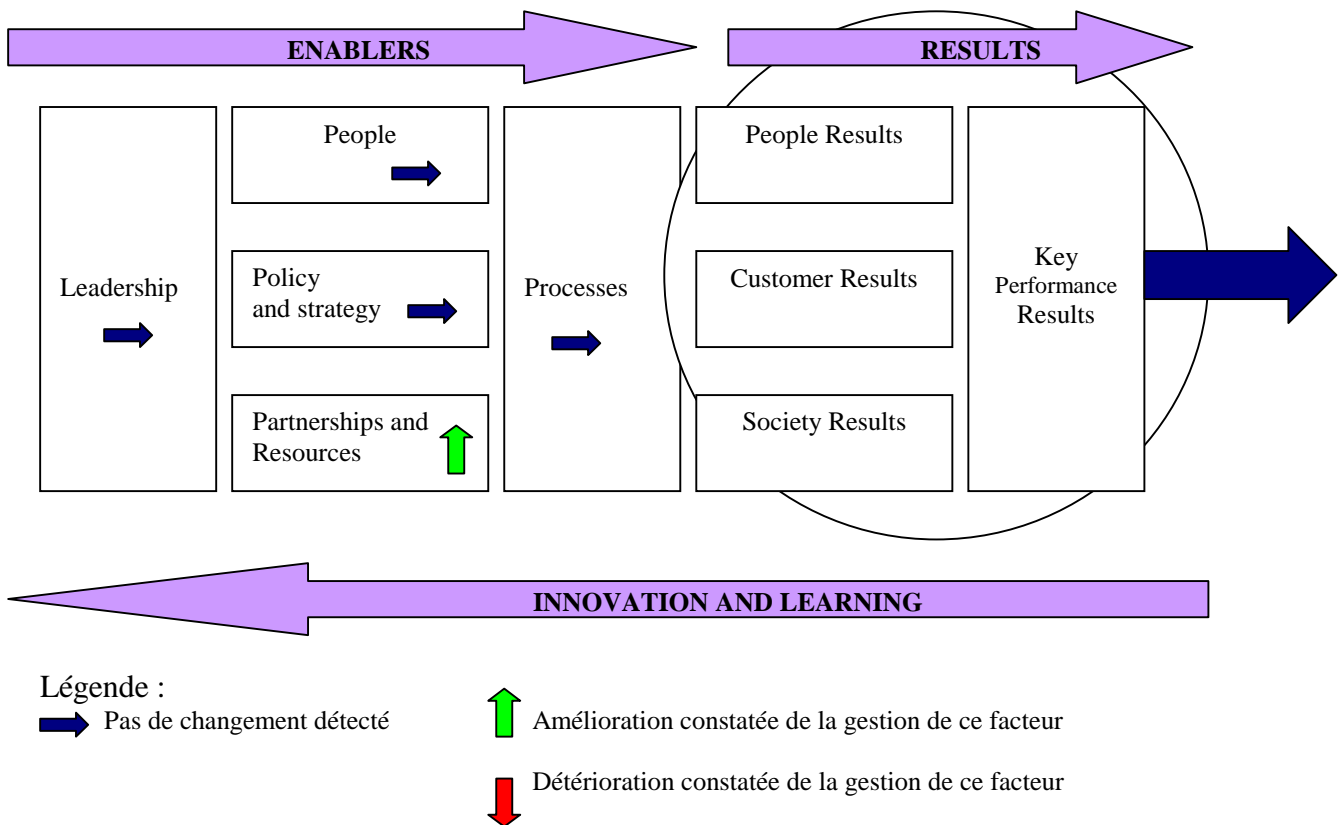 ENABLERS
RESULTS
Leadership
People
Policy
and strategy
Partnerships and
Resources
Processes
People Results
Customer Results
Society Results
Key
Performance
Results
INNOVATION AND LEARNING
Légende :
Pas de changement détecté
Amélioration constatée de la gestion de ce facteur
Détérioration constatée de la gestion de ce facteur